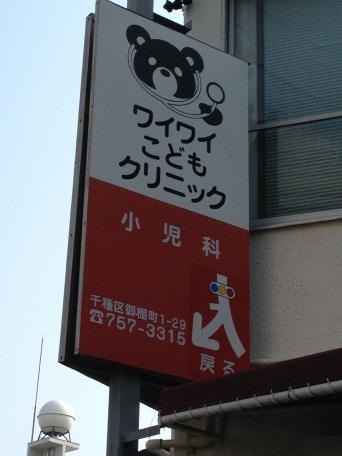 ワイワイ
こども
クリニック
小児科
千種区御棚町1-29
☎757-3315
戻る